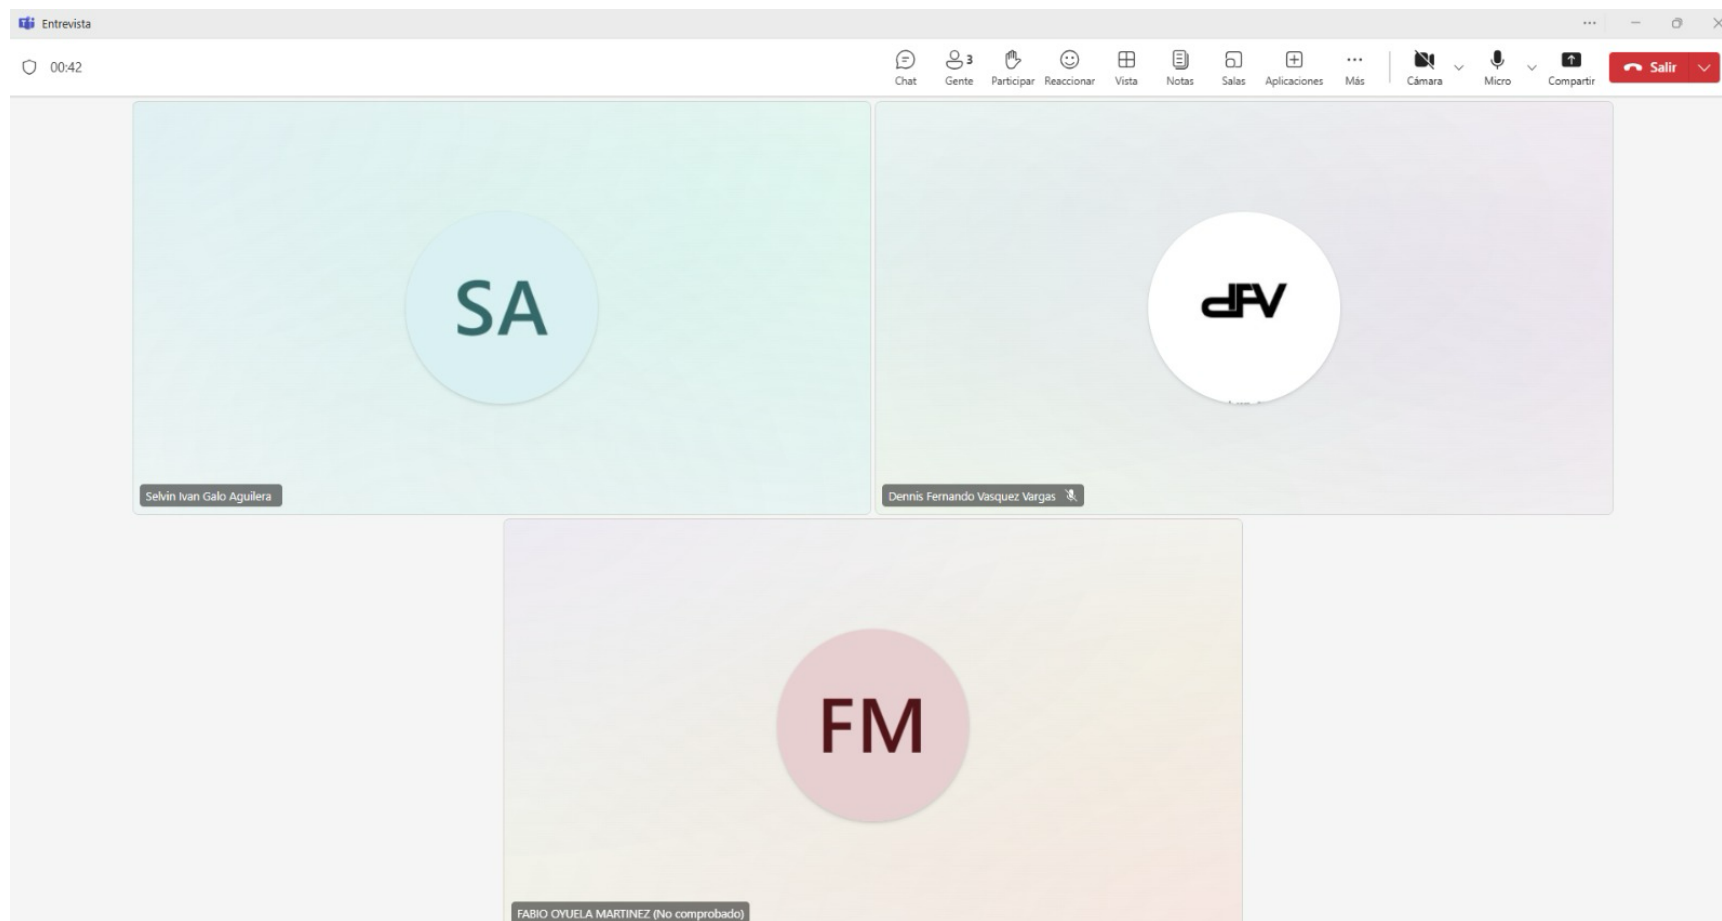 Entrevista
00:42
3
Chat Gente Participar Reaccionar Vista Notas Salas Aplicaciones Más Cámara Micro Compartir Salir
SA
dFV
Selvin Ivan Galo Aguilera
Dennis Fernando Vasquez Vargas
FM
FABIO OYUELA MARTINEZ (No comprobado)